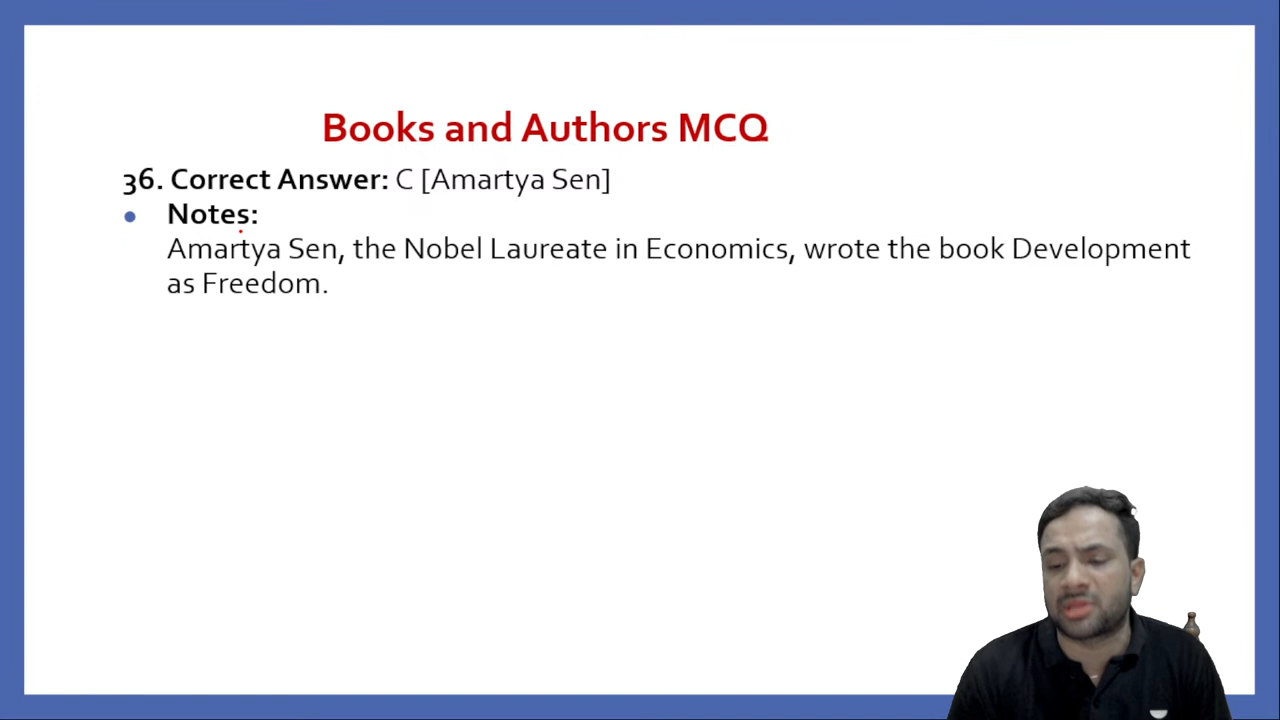 Books and Authors MCQ
36. Correct Answer: C [Amartya Sen]
• Notes:
Amartya Sen, the Nobel Laureate in Economics, wrote the book Development
as Freedom.